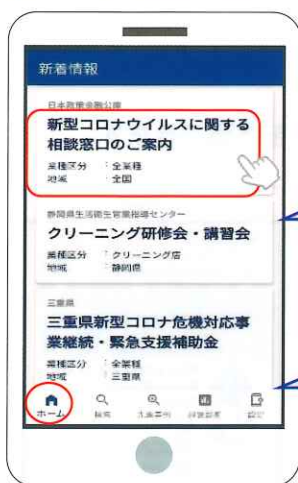 新着情報
日本政策金融公庫
新型コロナウイルスに関する
相談窓口のご案内
業種区分 : 全業種
地域 : 全国
静岡県生活衛生営業指導センター
クリーニング研修会・講習会
業種区分 : クリーニング店
地域 : 静岡県
三重県
三重県新型コロナ危機対応事
業継続・緊急支援補助金
業種区分 : 全業種
地域 : 三重県
ホーム
検索
設定